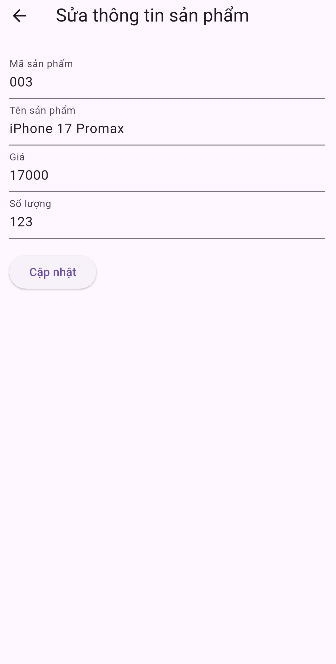 Sửa thông tin sản phẩm
Mã sản phẩm
003
Tên sản phẩm
iPhone 17 Promax
Giá
17000
Số lượng
123
Cập nhật